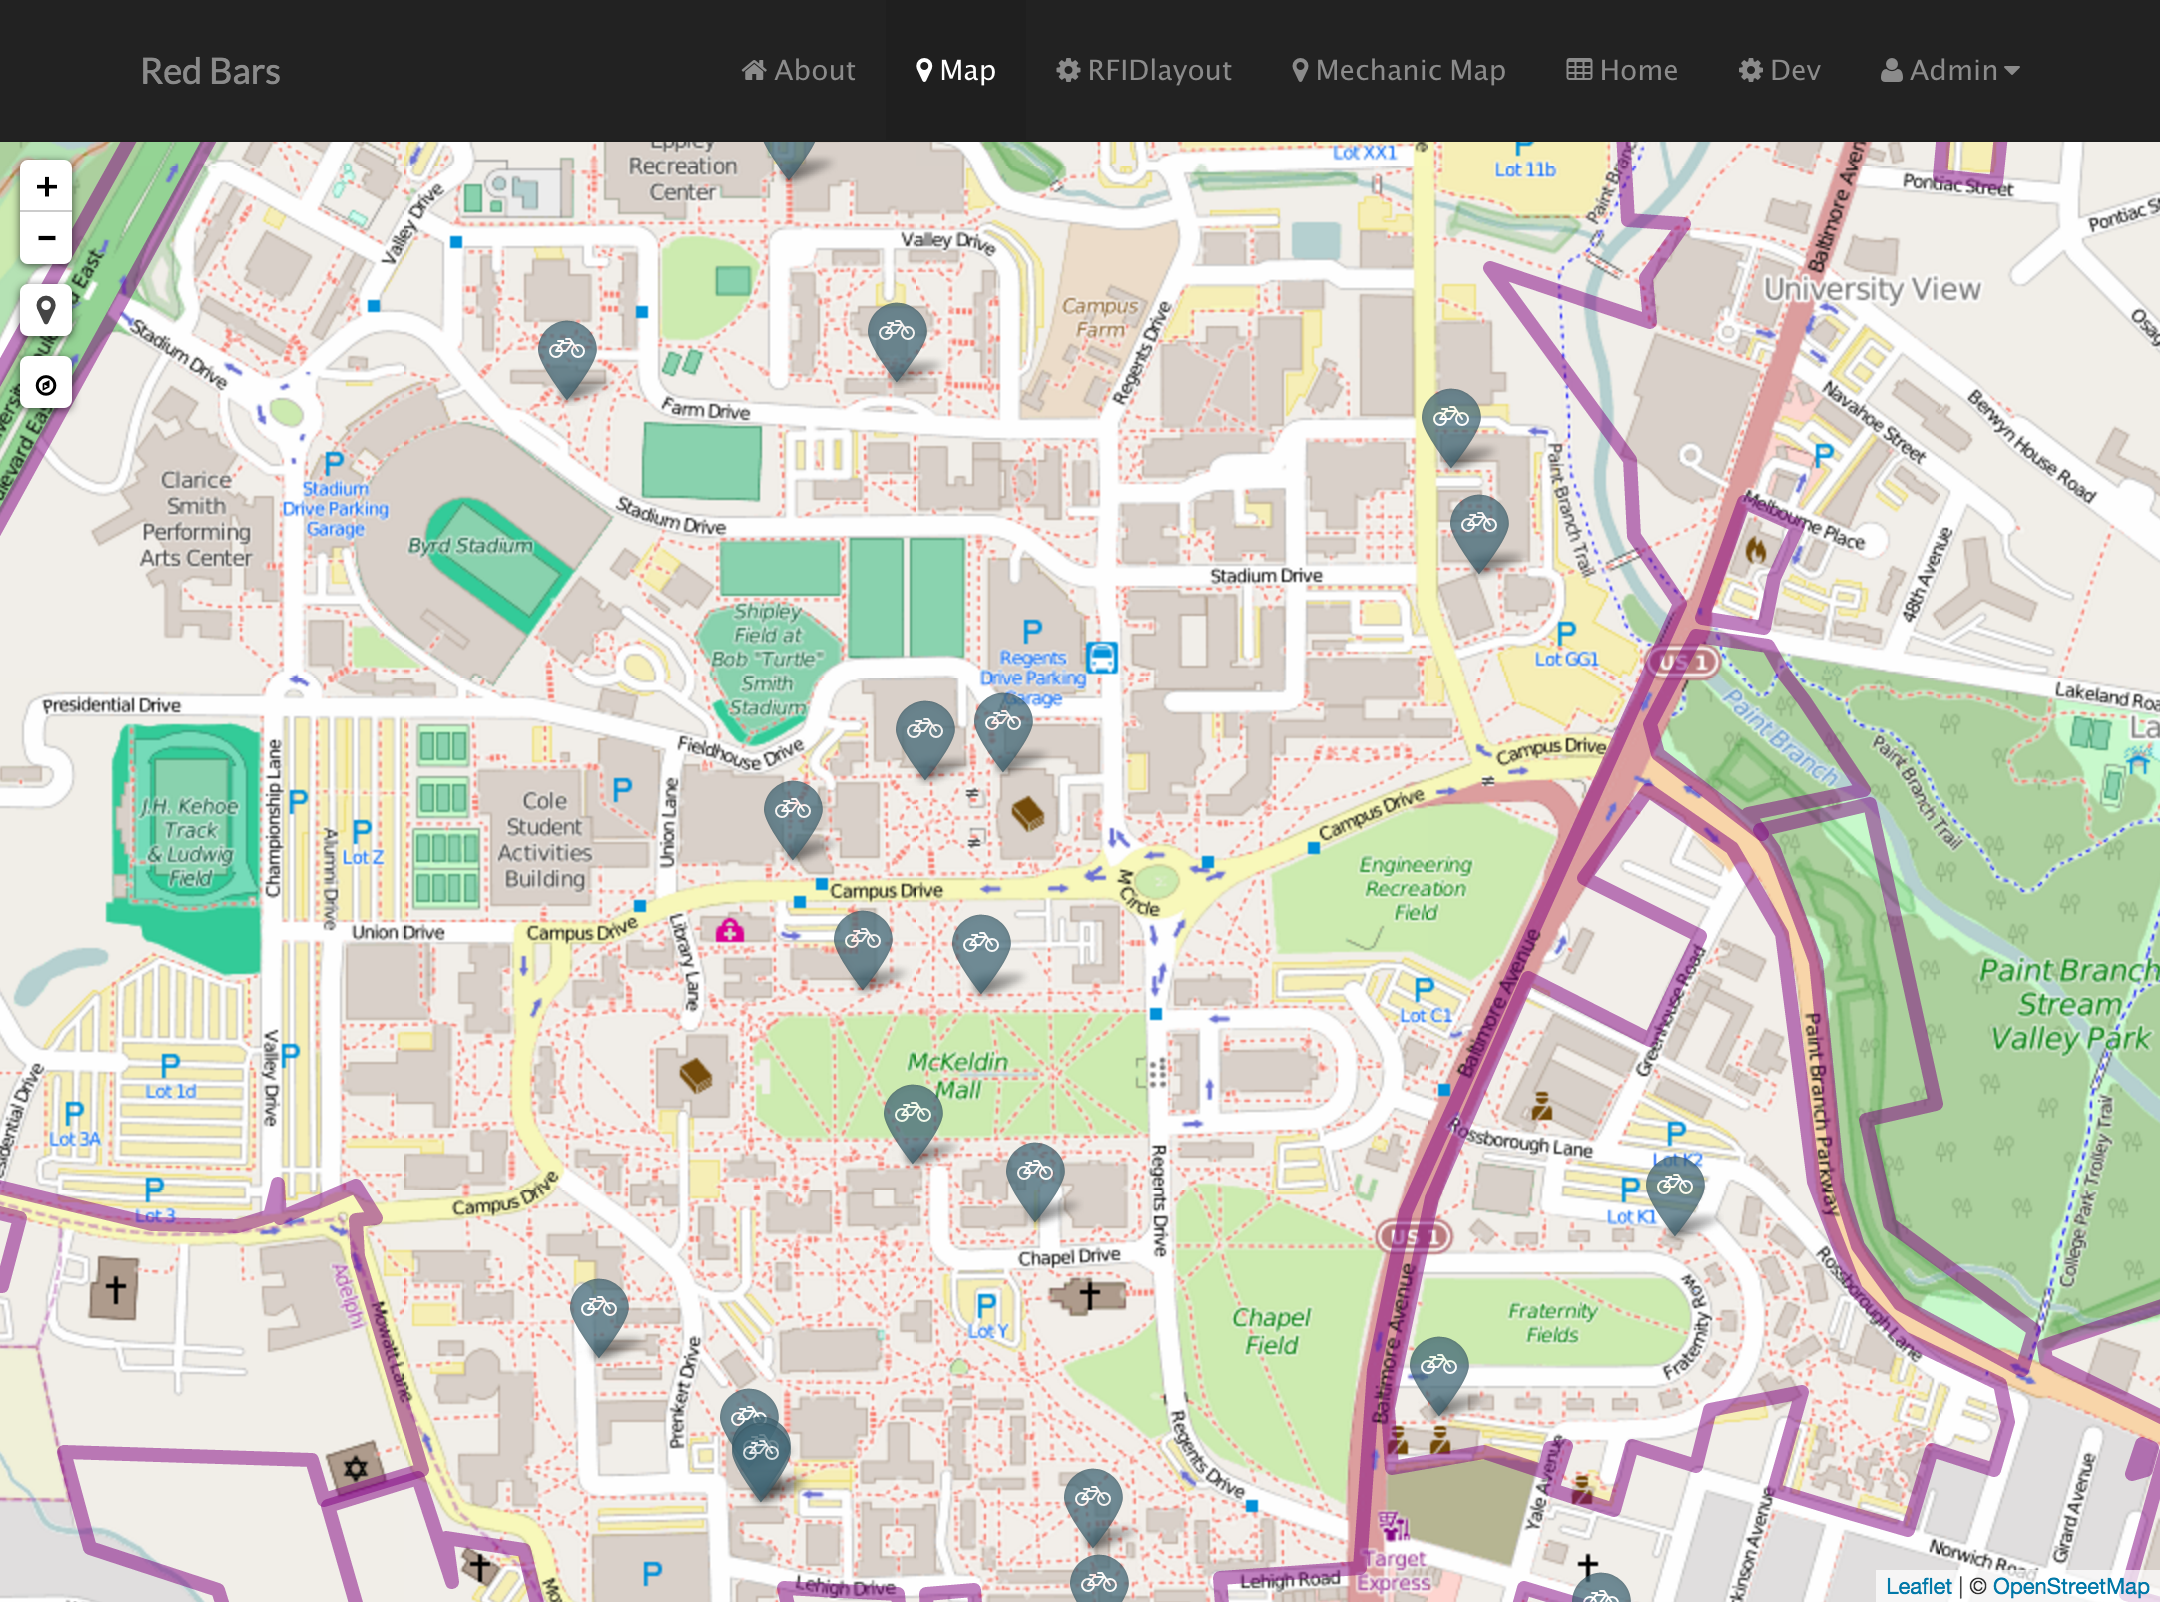 Red Bars
About
Map
RFIDlayout
Mechanic Map
Home
Dev
Admin
+
−
Eppley
Recreation
Center
Lot XX1
Lot 11b
Paint Branch
Baltimore Aven
Pontiac Street
Pontiac S
Valley Drive
Valley Drive
University View
Campus
Farm
Regents Drive
Osag
Stadium Drive
Farm Drive
Navahoe Street
Berwyn House Road
Clarice
Smith
Performing
Arts Center
Stadium
Drive Parking
Garage
Byrd Stadium
Stadium Drive
Paint Branch Trail
Melbourne Place
48th Avenue
Stadium Drive
Shipley
Field at
Bob "Turtle"
Smith
Stadium
Regents
Drive Parking
Garage
Lot GG1
US 1
Lakeland Roa
La
Presidential Drive
Fieldhouse Drive
Campus Drive
Paint Branch
Paint Branch Trail
J.H. Kehoe
Track
& Ludwig
Field
Championship Lane
Alumni Drive
Lot Z
Cole
Student
Activities
Building
Union Lane
Campus Drive
Campus Drive
M Circle
Engineering
Recreation
Field
Union Drive
Campus Drive
Library Lane
Baltimore Avenue
Greenhouse Road
Paint Branch
Stream
Valley Park
Lot C1
McKeldin
Mall
Valley Drive
Lot 1d
Lot 3A
Lot 3
sidential Drive
Campus Drive
Regents Drive
Rossborough Lane
Lot K2
Lot K1
Paint Branch Parkway
College Park Trolley Trail
US 1
Chapel Drive
Lot Y
Chapel
Field
Fraternity
Fields
Fraternity Row
Rossborough Lane
Adelphi
Mowatt Lane
Preinkert Drive
Baltimore Avenue
Regents Drive
Yale Avenue
Girard Avenue
Norwich Road
kinson Avenue
Target
Express
Lehigh Drive
Lehigh Road
Mo
Leaflet | © OpenStreetMap